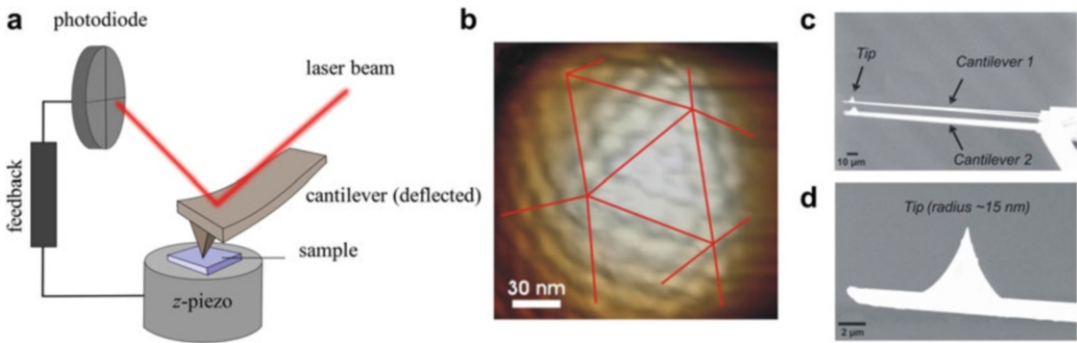 a
photodiode
laser beam
feedback
cantilever (deflected)
sample
z-piezo
b
30 nm
c
Tip
Cantilever 1
Cantilever 2
10 µm
d
Tip (radius ~15 nm)
2 µm